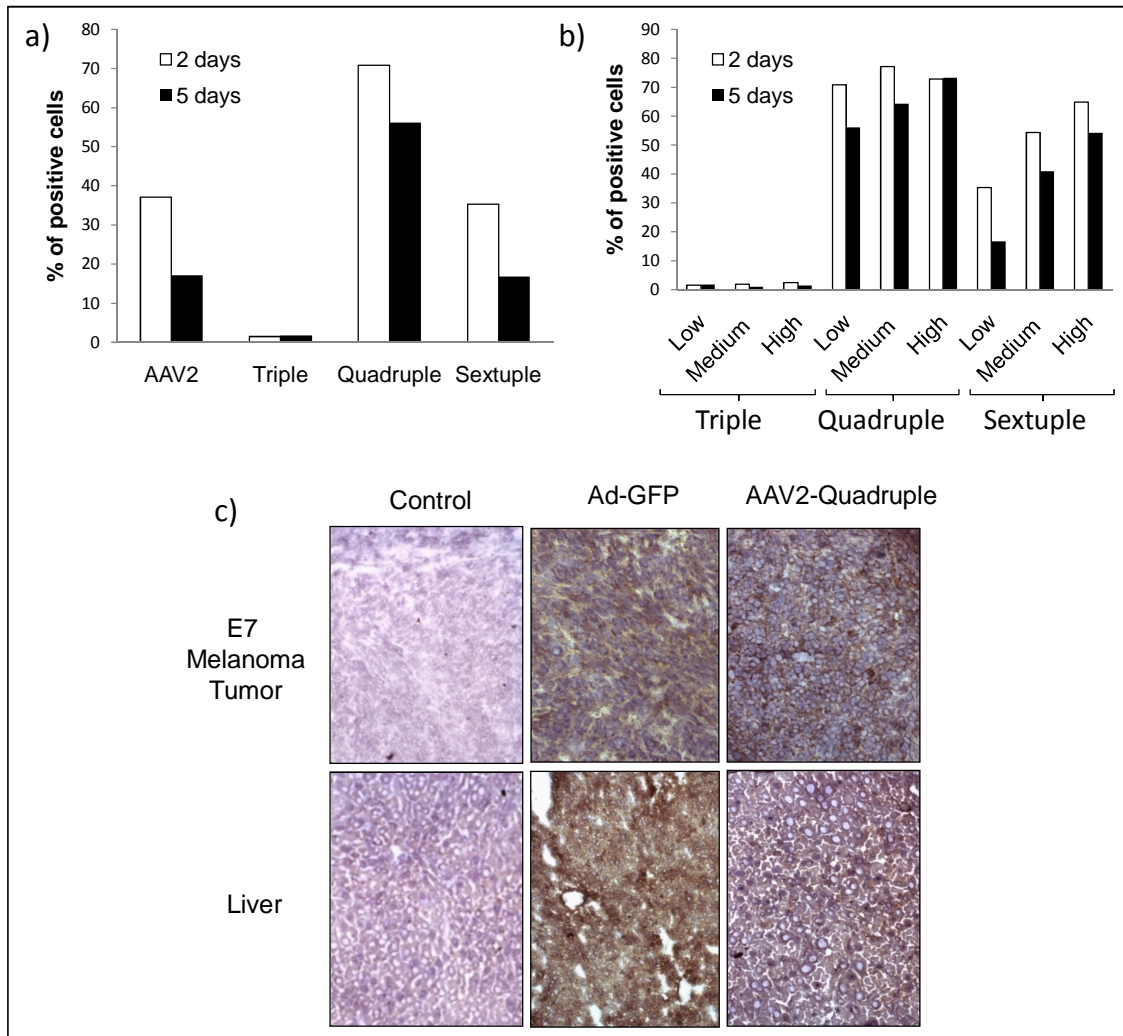 a)
% of positive cells
80
70
60
50
40
30
20
10
0
2 days
5 days
AAV2 Triple Quadruple Sextuple
b)
% of positive cells
90
80
70
60
50
40
30
20
10
0
2 days
5 days
Low Medium High Low Medium High Low Medium High
Triple Quadruple Sextuple
c)
Control Ad-GFP AAV2-Quadruple
E7
Melanoma
Tumor
Liver